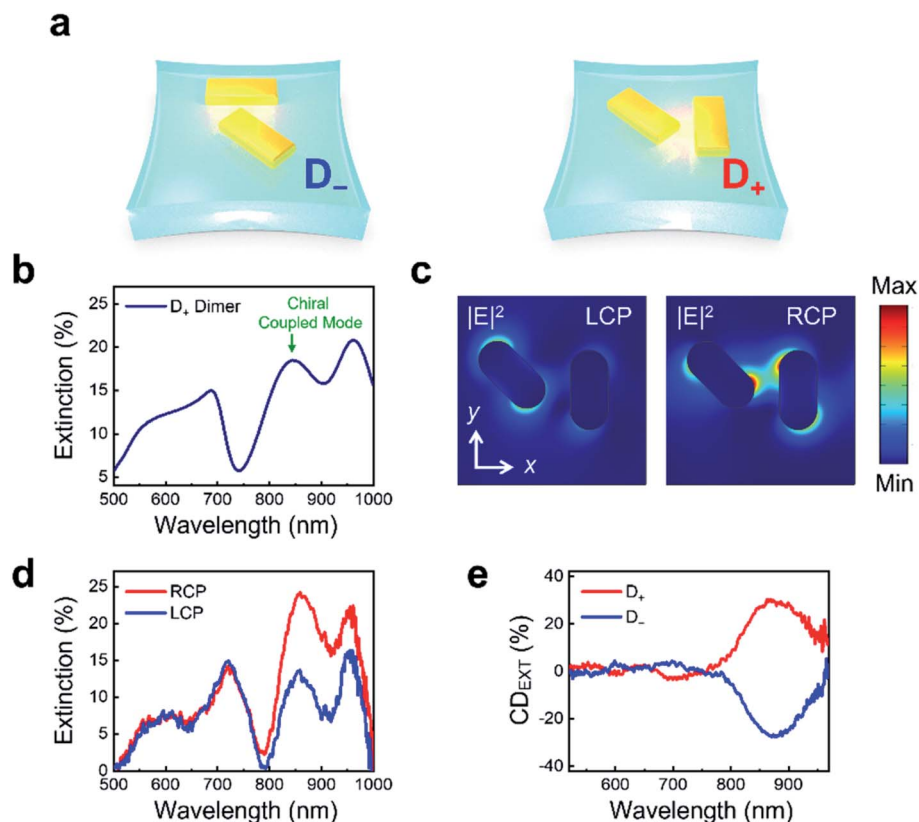 a
D₋
D₊
b
D₊ Dimer
Chiral
Coupled Mode
Extinction (%)
25
20
15
10
5
500 600 700 800 900 1000
Wavelength (nm)
c
|E|² LCP
y
x
|E|² RCP
Max
Min
d
RCP
LCP
Extinction (%)
25
20
15
10
5
0
500 600 700 800 900 1000
Wavelength (nm)
e
D₊
D₋
CD_EXT (%)
40
20
0
-20
-40
600 700 800 900
Wavelength (nm)